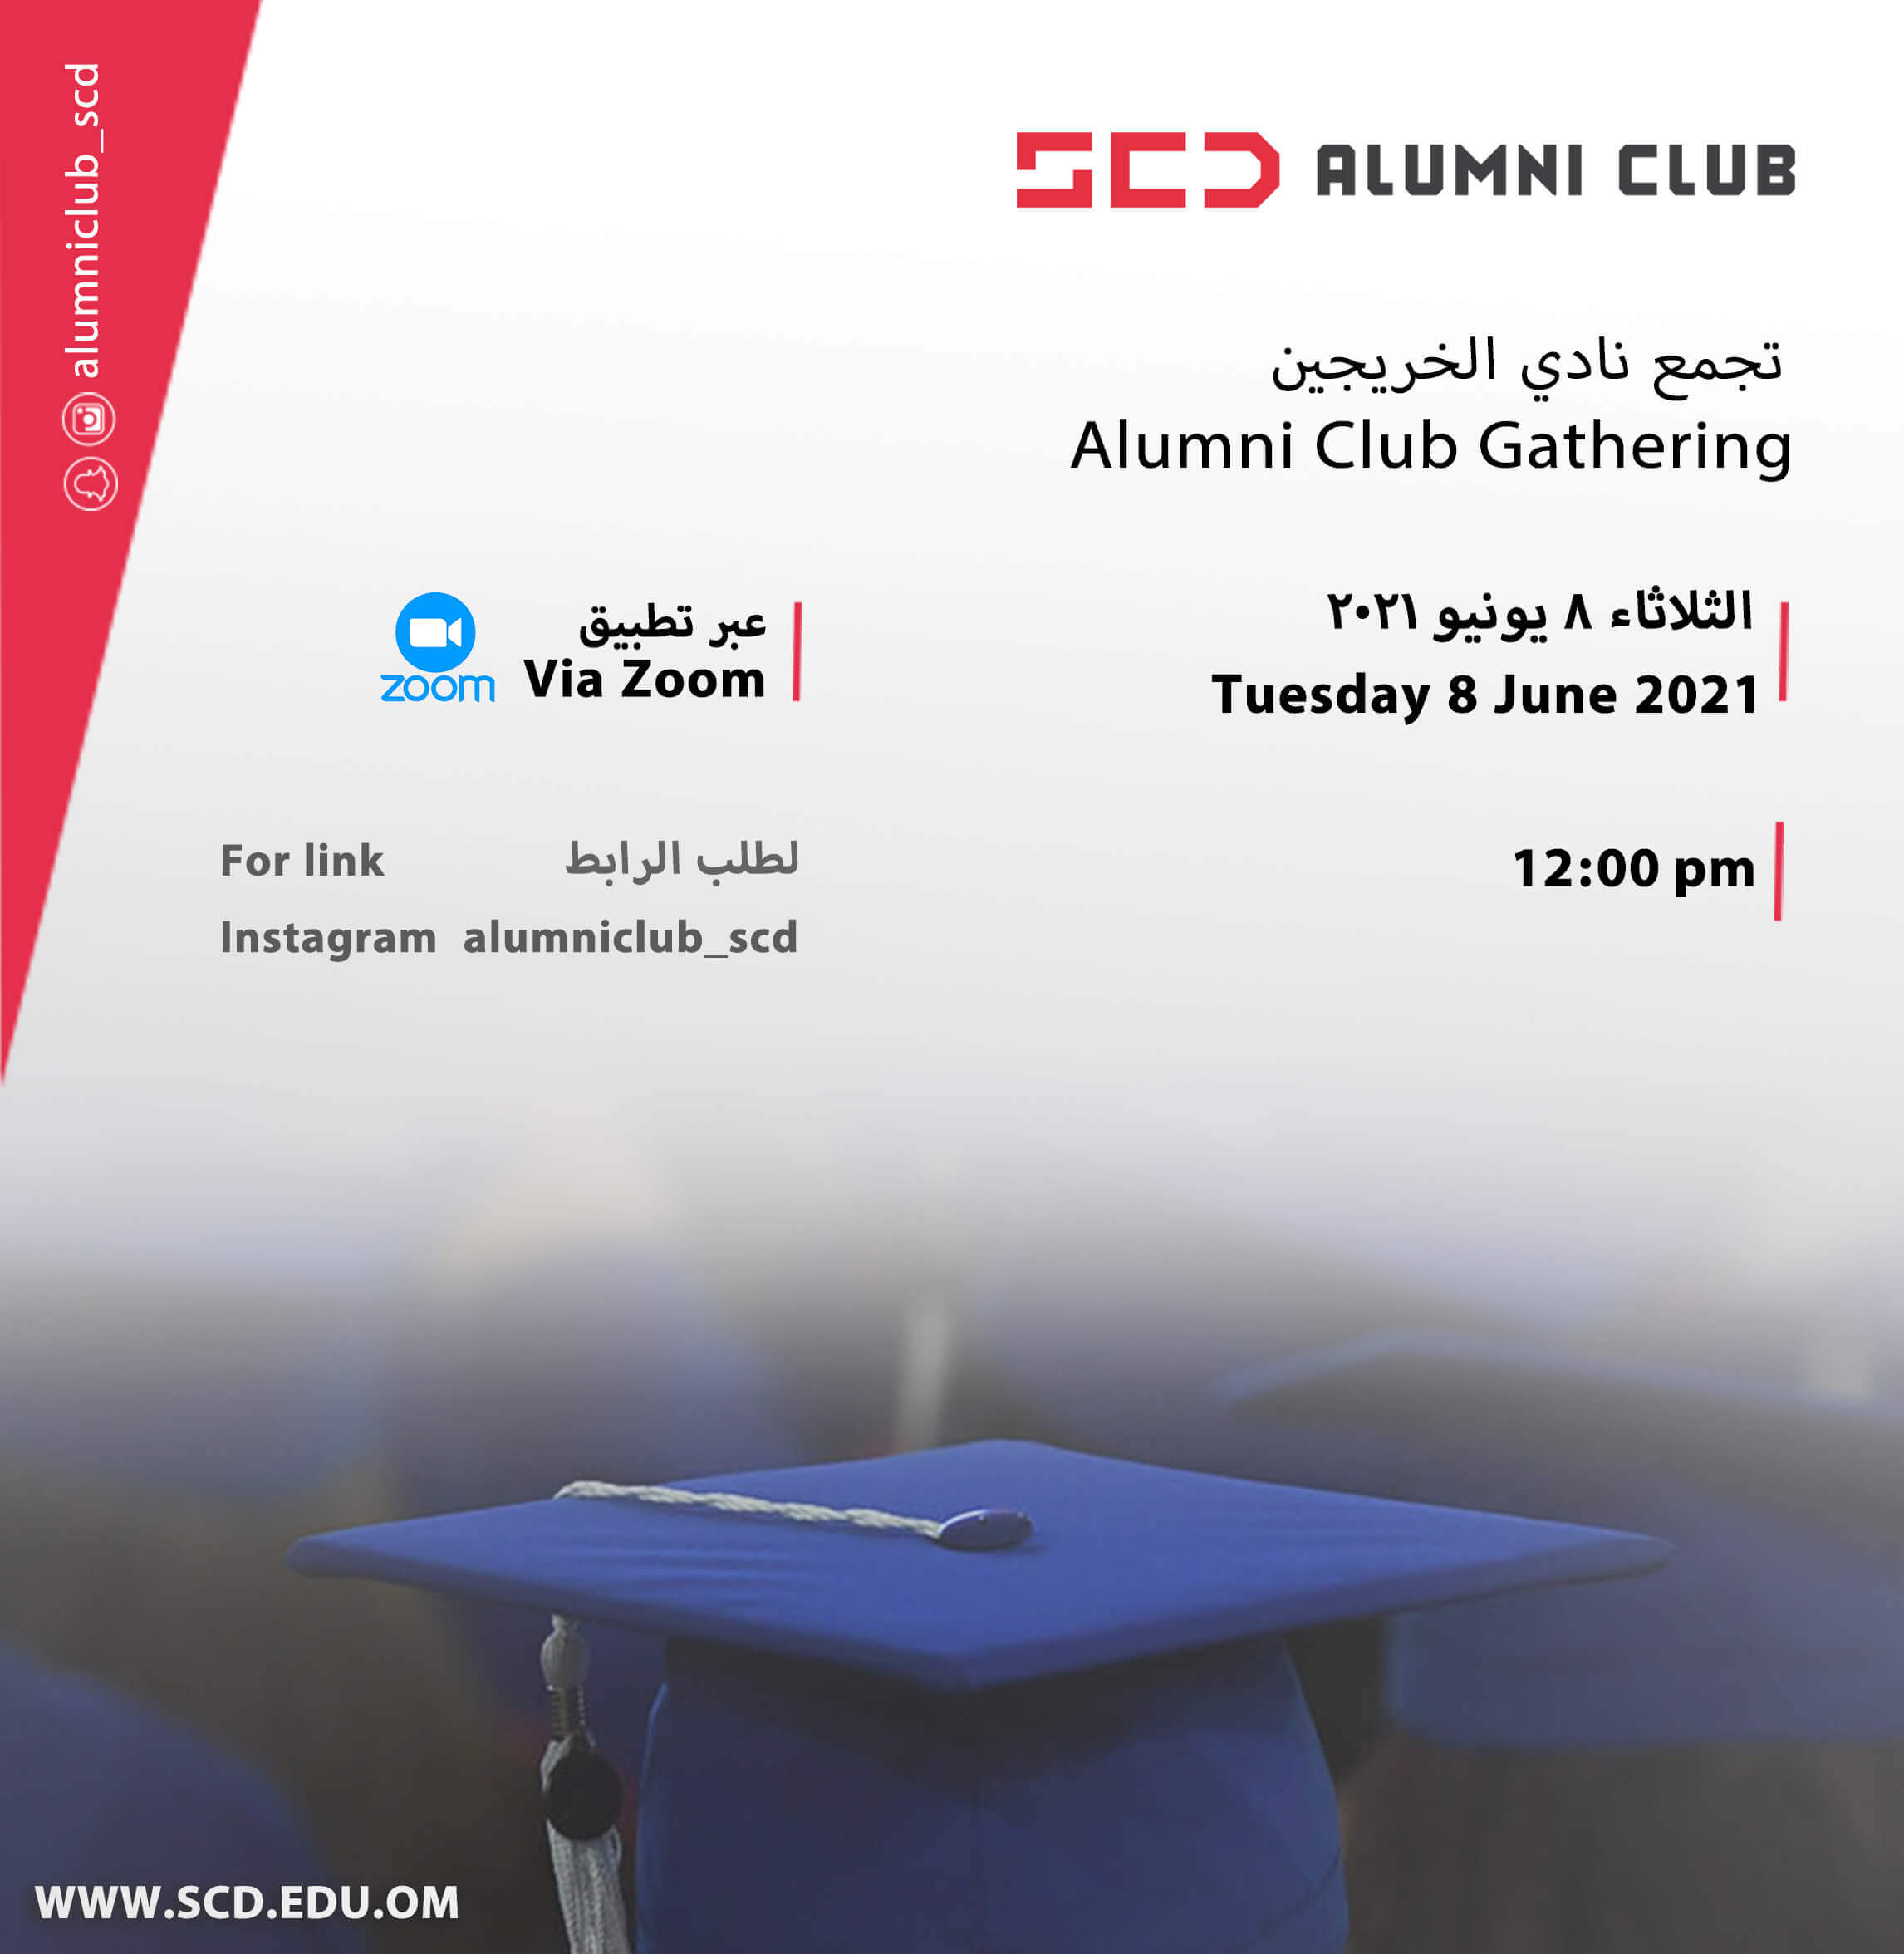 alumniclub_scd
SCD ALUMNI CLUB
تجمع نادي الخريجين
Alumni Club Gathering
الثلاثاء ٨ يونيو ٢٠٢١
Tuesday 8 June 2021
عبر تطبيق
Via Zoom
zoom
12:00 pm
لطلب الرابط For link
Instagram alumniclub_scd
WWW.SCD.EDU.OM